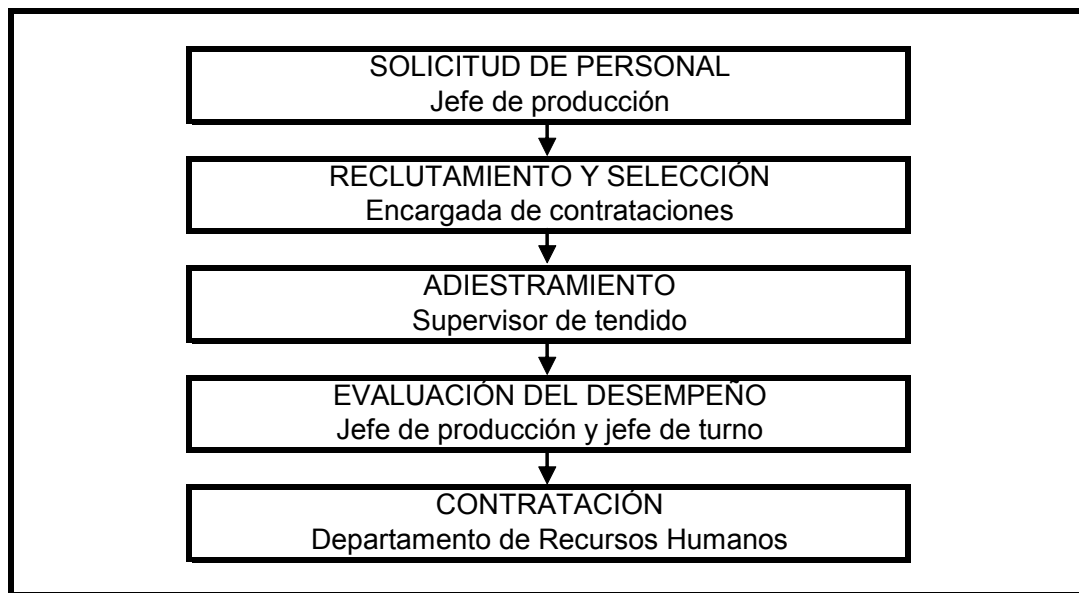 SOLICITUD DE PERSONAL
Jefe de producción
RECLUTAMIENTO Y SELECCIÓN
Encargada de contrataciones
ADIESTRAMIENTO
Supervisor de tendido
EVALUACIÓN DEL DESEMPEÑO
Jefe de producción y jefe de turno
CONTRATACIÓN
Departamento de Recursos Humanos